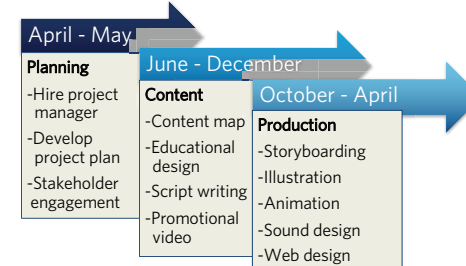 April - May
Planning
-Hire project
manager
-Develop
project plan
-Stakeholder
engagement
June - December
Content
-Content map
-Educational
design
-Script writing
-Promotional
video
October - April
Production
-Storyboarding
-Illustration
-Animation
-Sound design
-Web design